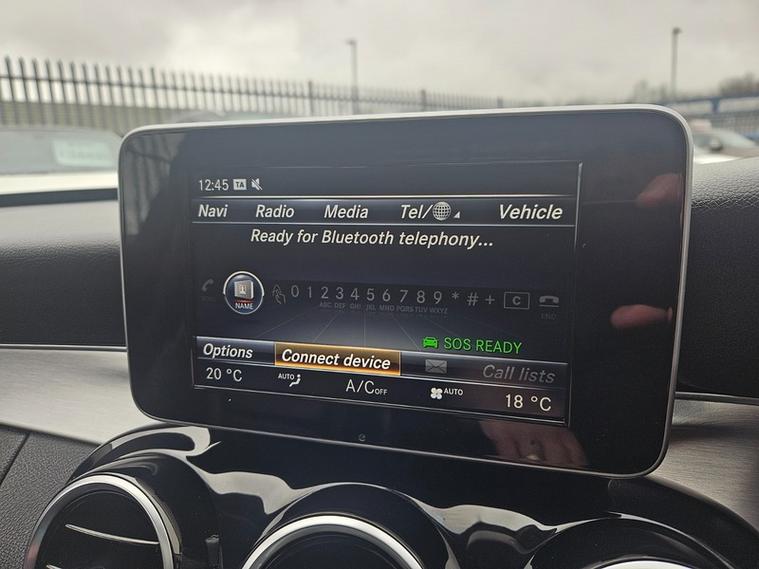 12:45 TA
Navi Radio Media Tel/ Vehicle
Ready for Bluetooth telephony...
NAME 0 1 2 3 4 5 6 7 8 9 * # + C
ABC DEF GHI JKL MNO PQRS TUV WXYZ END
SOS READY
Options Connect device Call lists
20 °C AUTO A/C OFF AUTO 18 °C